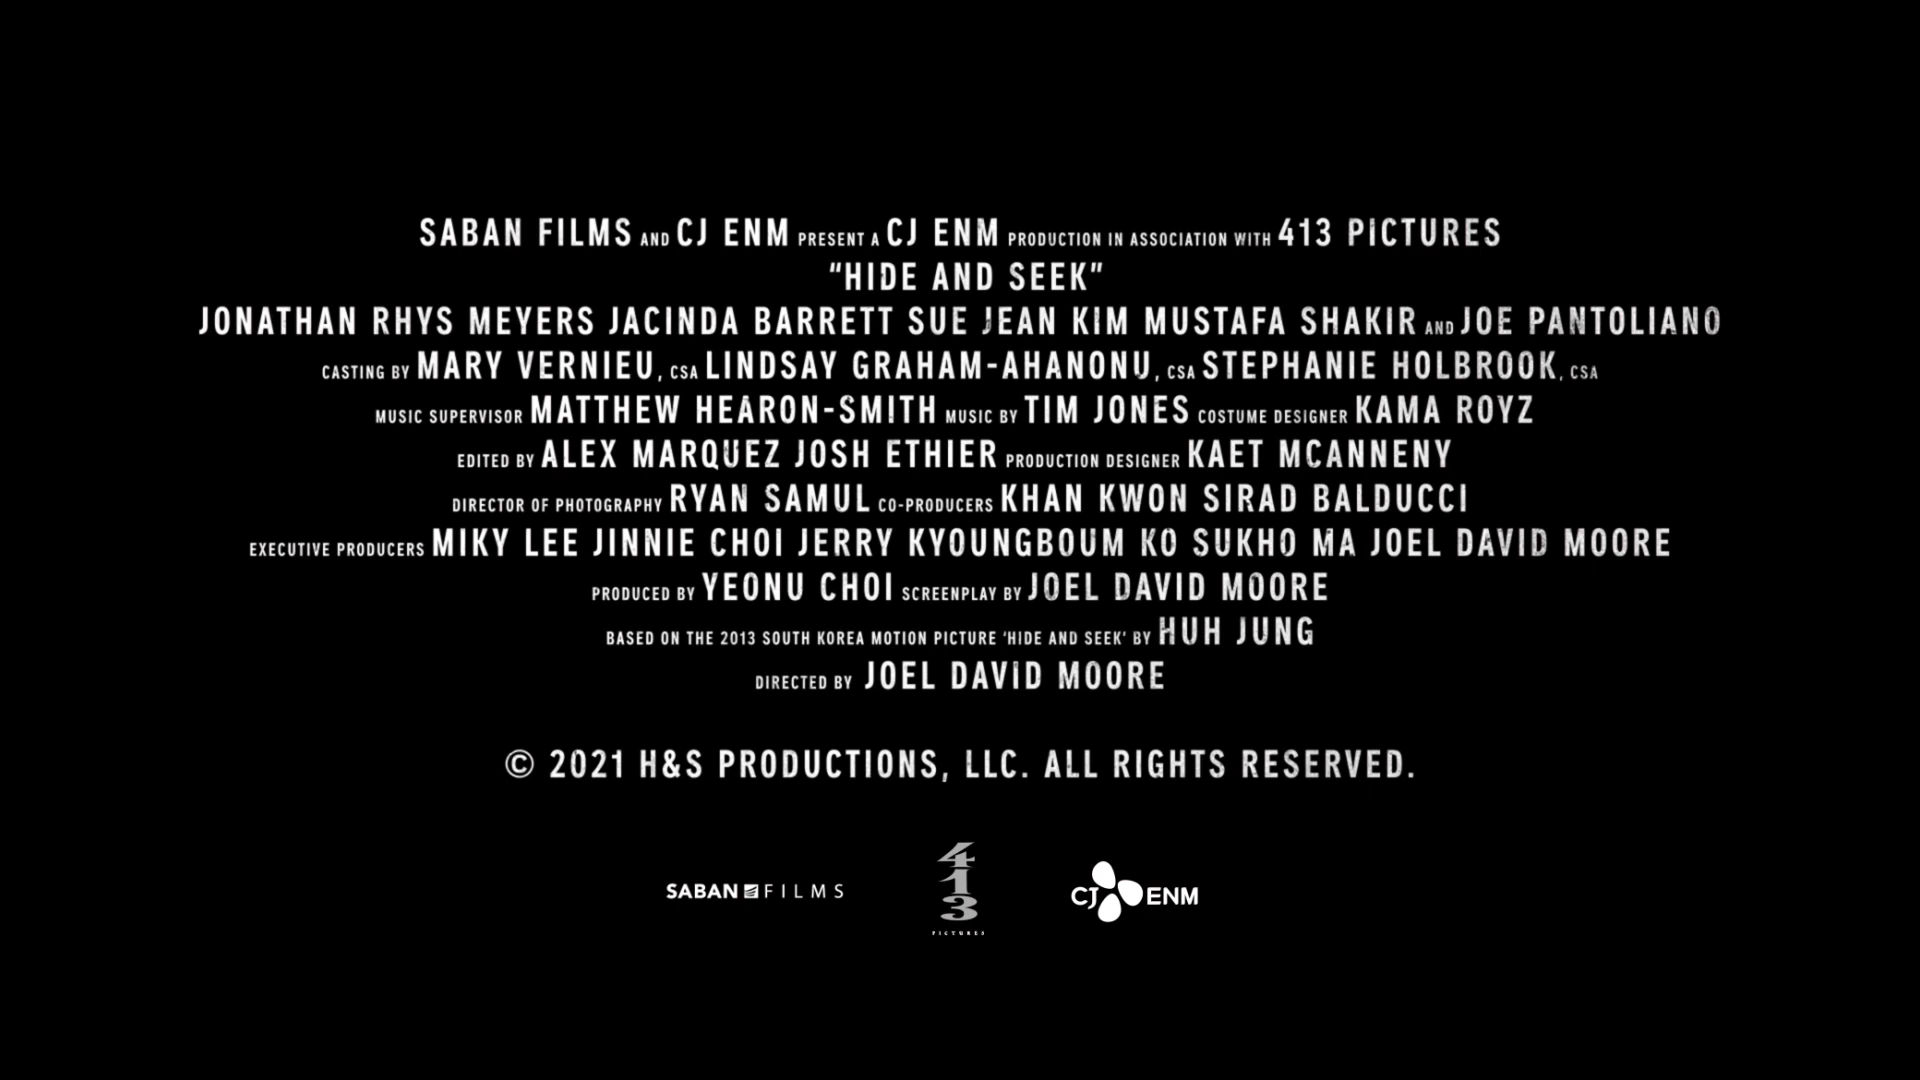 SABAN FILMS AND CJ ENM PRESENT A CJ ENM PRODUCTION IN ASSOCIATION WITH 413 PICTURES
“HIDE AND SEEK”
JONATHAN RHYS MEYERS JACINDA BARRETT SUE JEAN KIM MUSTAFA SHAKIR AND JOE PANTOLIANO
CASTING BY MARY VERNIEU, CSA LINDSAY GRAHAM-AHANONU, CSA STEPHANIE HOLBROOK, CSA
MUSIC SUPERVISOR MATTHEW HEARON-SMITH MUSIC BY TIM JONES COSTUME DESIGNER KAMA ROYZ
EDITED BY ALEX MARQUEZ JOSH ETHIER PRODUCTION DESIGNER KAET MCANNENY
DIRECTOR OF PHOTOGRAPHY RYAN SAMUL CO-PRODUCERS KHAN KWON SIRAD BALDUCCI
EXECUTIVE PRODUCERS MIKY LEE JINNIE CHOI JERRY KYOUNGBOUM KO SUKHO MA JOEL DAVID MOORE
PRODUCED BY YEONU CHOI SCREENPLAY BY JOEL DAVID MOORE
BASED ON THE 2013 SOUTH KOREA MOTION PICTURE ‘HIDE AND SEEK’ BY HUH JUNG
DIRECTED BY JOEL DAVID MOORE
© 2021 H&S PRODUCTIONS, LLC. ALL RIGHTS RESERVED.
SABAN FILMS
413
PICTURES
CJ ENM